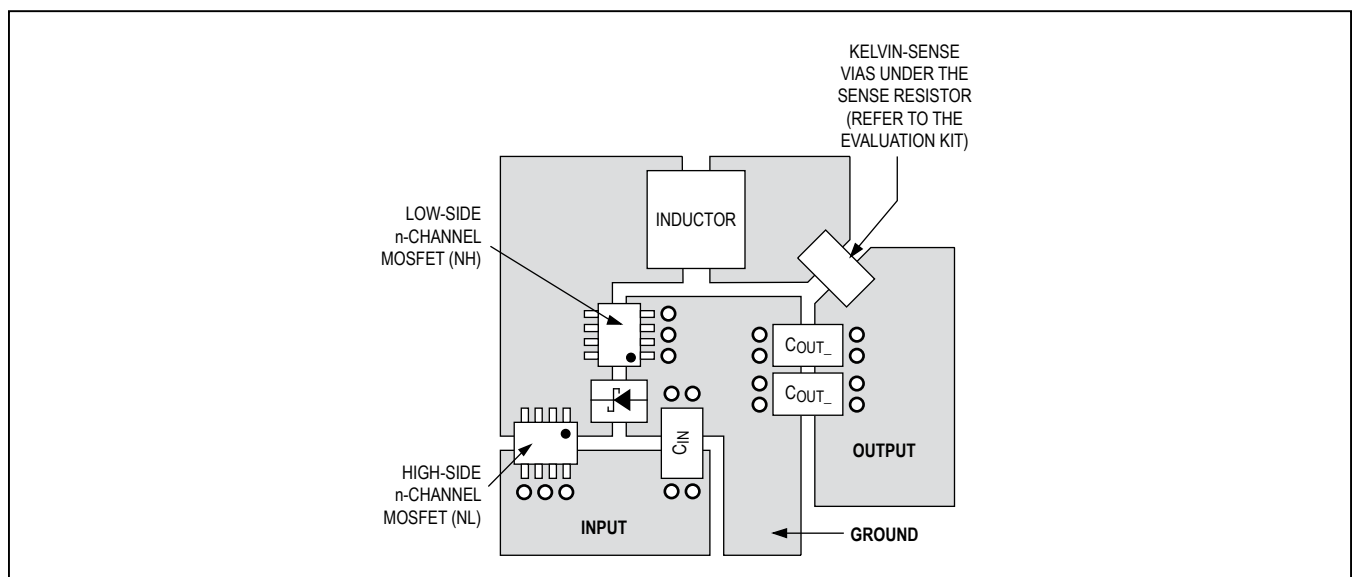 KELVIN-SENSE
VIAS UNDER THE
SENSE RESISTOR
(REFER TO THE
EVALUATION KIT)
INDUCTOR
LOW-SIDE
n-CHANNEL
MOSFET (NH)
COUT_
COUT_
CIN
OUTPUT
HIGH-SIDE
n-CHANNEL
MOSFET (NL)
INPUT
GROUND